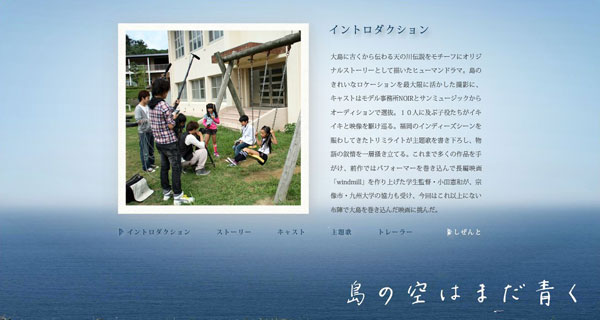 イントロダクション
大島に古くから伝わる天の川伝説をモチーフにオリジ
ナルストーリーとして描いたヒューマンドラマ。島の
きれいなロケーションを最大限に活かした撮影に、
キャストはモデル事務所NOIRとサンミュージックから
オーディションで選抜。１０人に及ぶ子役たちがイキ
イキと映像を駆け巡る。福岡のインディーズシーンを
賑わしてきたトリミライトが主題歌を書き下ろし、物
語の叙情を一層掻き立てる。これまで多くの作品を手
がけ、前作ではパフォーマーを巻き込んで長編映画
「windmill」を作り上げた学生監督・小田憲和が、宗
像市・九州大学の協力も受け、今回はこれ以上にない
布陣で大島を巻き込んだ映画に挑んだ。
イントロダクション ストーリー キャスト 主題歌 トレーラー しぜんと
島の空はまだ青く